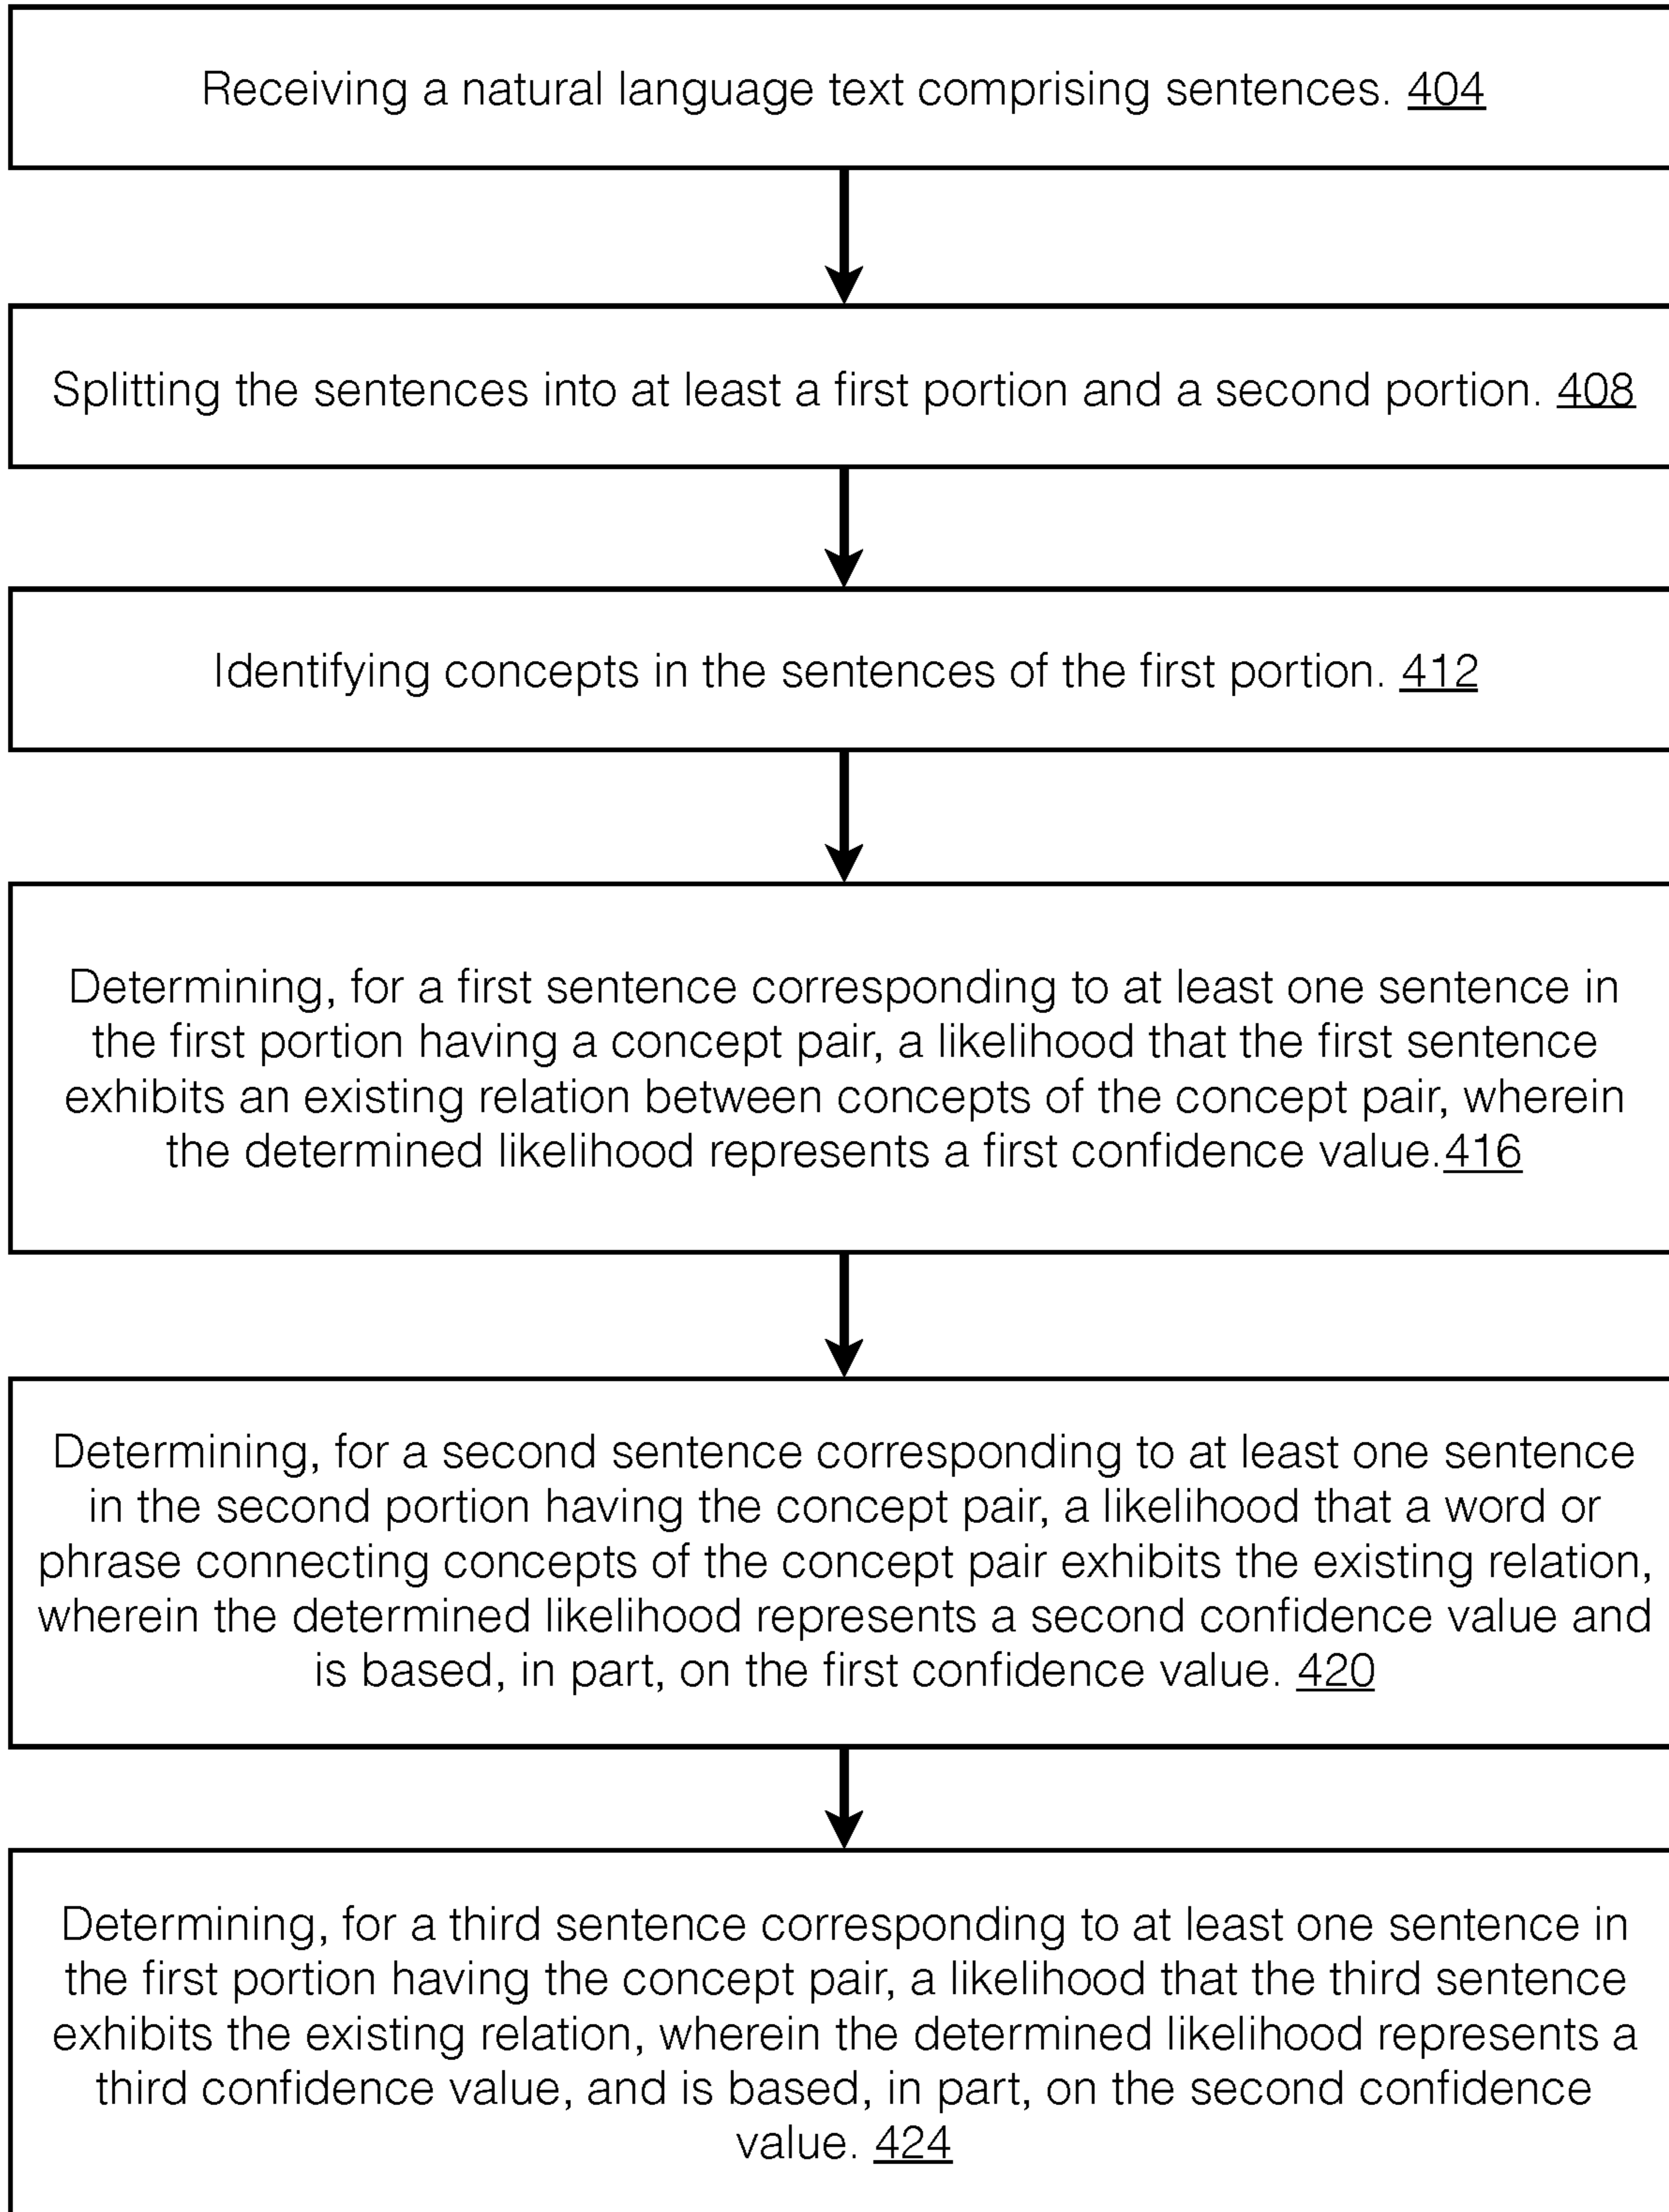 Receiving a natural language text comprising sentences. 404
Splitting the sentences into at least a first portion and a second portion. 408
Identifying concepts in the sentences of the first portion. 412
Determining, for a first sentence corresponding to at least one sentence in
the first portion having a concept pair, a likelihood that the first sentence
exhibits an existing relation between concepts of the concept pair, wherein
the determined likelihood represents a first confidence value.416
Determining, for a second sentence corresponding to at least one sentence
in the second portion having the concept pair, a likelihood that a word or
phrase connecting concepts of the concept pair exhibits the existing relation,
wherein the determined likelihood represents a second confidence value and
is based, in part, on the first confidence value. 420
Determining, for a third sentence corresponding to at least one sentence in
the first portion having the concept pair, a likelihood that the third sentence
exhibits the existing relation, wherein the determined likelihood represents a
third confidence value, and is based, in part, on the second confidence
value. 424